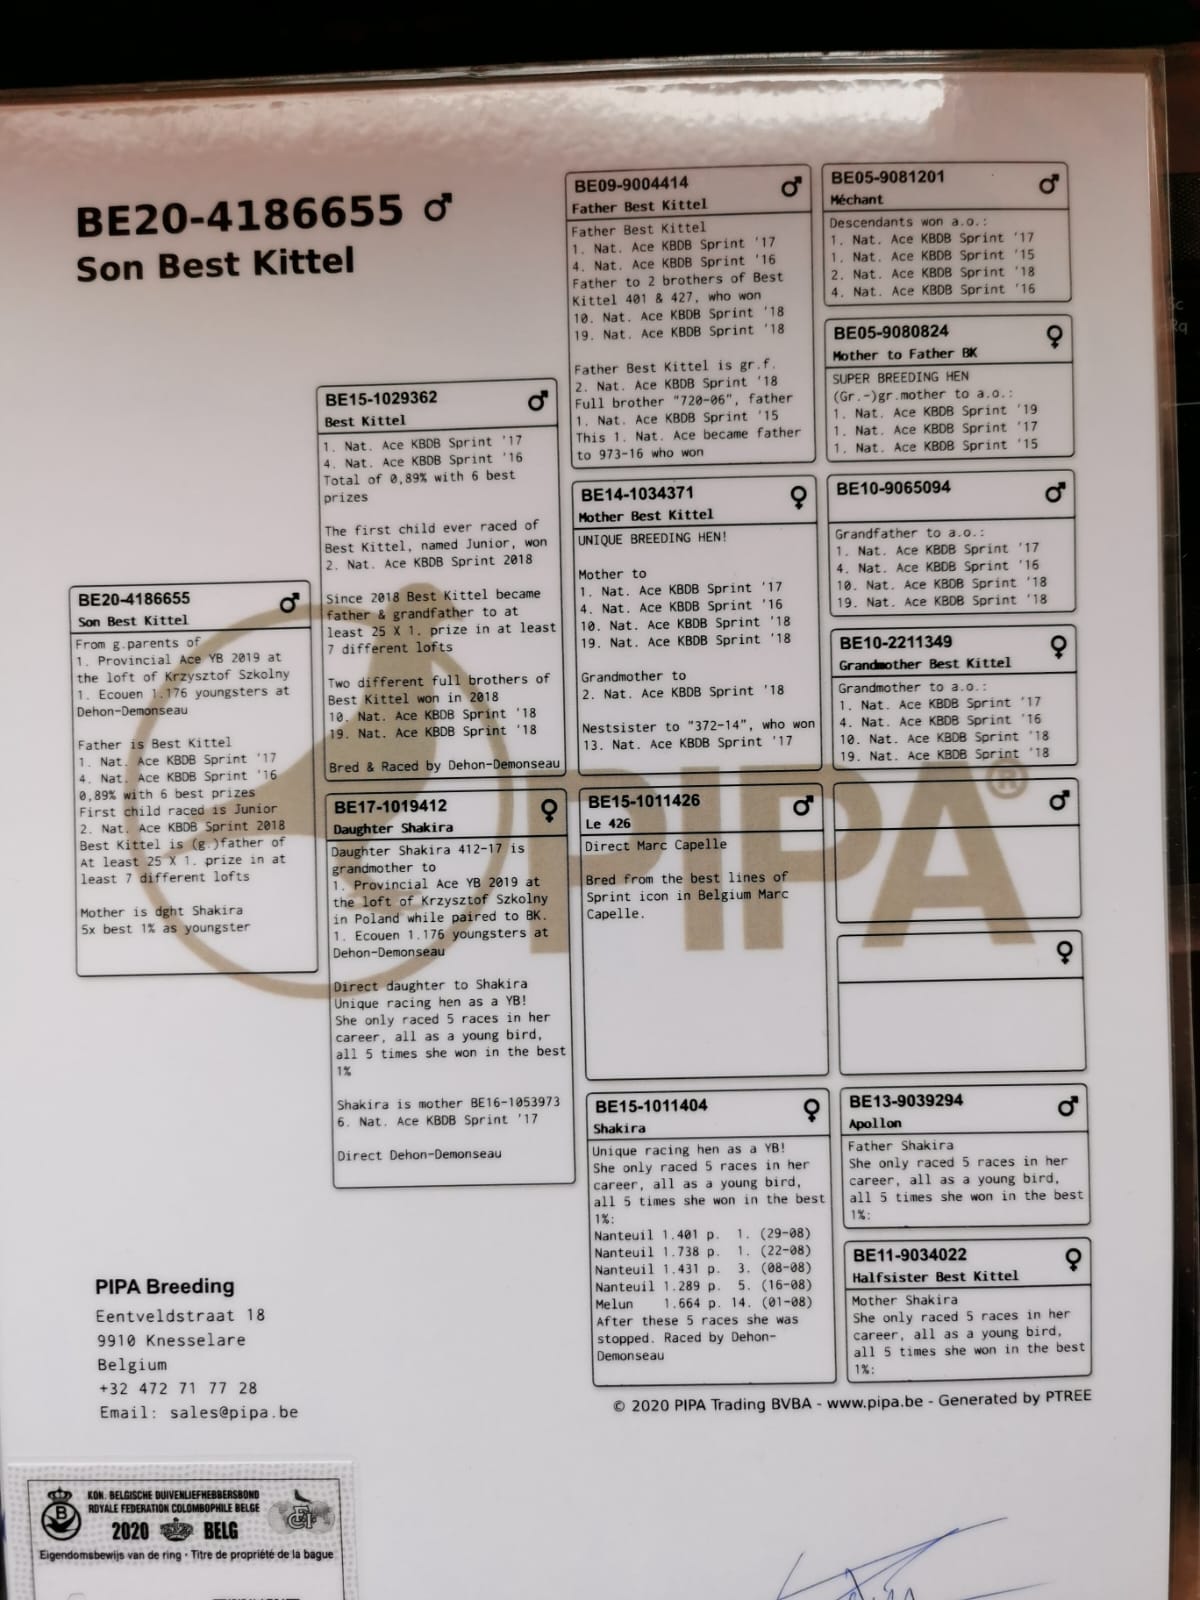 BE20-4186655 ♂
Son Best Kittel
BE20-4186655 ♂
Son Best Kittel
From g.parents of
1. Provincial Ace YB 2019 at
the loft of Krzysztof Szkolny
1. Ecouen 1.176 youngsters at
Dehon-Demonseau
Father is Best Kittel
1. Nat. Ace KBDB Sprint '17
4. Nat. Ace KBDB Sprint '16
0,89% with 6 best prizes
First child raced is Junior
2. Nat. Ace KBDB Sprint 2018
Best Kittel is (g.)father of
At least 25 X 1. prize in at
least 7 different lofts
Mother is dght Shakira
5x best 1% as youngster
BE15-1029362 ♂
Best Kittel
1. Nat. Ace KBDB Sprint '17
4. Nat. Ace KBDB Sprint '16
Total of 0,89% with 6 best
prizes
The first child ever raced of
Best Kittel, named Junior, won
2. Nat. Ace KBDB Sprint 2018
Since 2018 Best Kittel became
father & grandfather to at
least 25 X 1. prize in at least
7 different lofts
Two different full brothers of
Best Kittel won in 2018
10. Nat. Ace KBDB Sprint '18
19. Nat. Ace KBDB Sprint '18
Bred & Raced by Dehon-Demonseau
BE17-1019412 ♀
Daughter Shakira
Daughter Shakira 412-17 is
grandmother to
1. Provincial Ace YB 2019 at
the loft of Krzysztof Szkolny
in Poland while paired to BK.
1. Ecouen 1.176 youngsters at
Dehon-Demonseau
Direct daughter to Shakira
Unique racing hen as a YB!
She only raced 5 races in her
career, all as a young bird,
all 5 times she won in the best
1%
Shakira is mother BE16-1053973
6. Nat. Ace KBDB Sprint '17
Direct Dehon-Demonseau
BE09-9004414 ♂
Father Best Kittel
Father Best Kittel
1. Nat. Ace KBDB Sprint '17
4. Nat. Ace KBDB Sprint '16
Father to 2 brothers of Best
Kittel 401 & 427, who won
10. Nat. Ace KBDB Sprint '18
19. Nat. Ace KBDB Sprint '18
Father Best Kittel is gr.f.
2. Nat. Ace KBDB Sprint '18
Full brother "720-06", father
1. Nat. Ace KBDB Sprint '15
This 1. Nat. Ace became father
to 973-16 who won
BE14-1034371 ♀
Mother Best Kittel
UNIQUE BREEDING HEN!
Mother to
1. Nat. Ace KBDB Sprint '17
4. Nat. Ace KBDB Sprint '16
10. Nat. Ace KBDB Sprint '18
19. Nat. Ace KBDB Sprint '18
Grandmother to
2. Nat. Ace KBDB Sprint '18
Nestsister to "372-14", who won
13. Nat. Ace KBDB Sprint '17
BE15-1011426 ♂
Le 426
Direct Marc Capelle
Bred from the best lines of
Sprint icon in Belgium Marc
Capelle.
BE15-1011404 ♀
Shakira
Unique racing hen as a YB!
She only raced 5 races in her
career, all as a young bird,
all 5 times she won in the best
1%:
Nanteuil 1.401 p. 1. (29-08)
Nanteuil 1.738 p. 1. (22-08)
Nanteuil 1.431 p. 3. (08-08)
Nanteuil 1.289 p. 5. (16-08)
Melun 1.664 p. 14. (01-08)
After these 5 races she was
stopped. Raced by Dehon-
Demonseau
BE05-9081201 ♂
Méchant
Descendants won a.o.:
1. Nat. Ace KBDB Sprint '17
1. Nat. Ace KBDB Sprint '15
2. Nat. Ace KBDB Sprint '18
4. Nat. Ace KBDB Sprint '16
BE05-9080824 ♀
Mother to Father BK
SUPER BREEDING HEN
(Gr.-)gr.mother to a.o.:
1. Nat. Ace KBDB Sprint '19
1. Nat. Ace KBDB Sprint '17
1. Nat. Ace KBDB Sprint '15
BE10-9065094 ♂
Grandfather to a.o.:
1. Nat. Ace KBDB Sprint '17
4. Nat. Ace KBDB Sprint '16
10. Nat. Ace KBDB Sprint '18
19. Nat. Ace KBDB Sprint '18
BE10-2211349 ♀
Grandmother Best Kittel
Grandmother to a.o.:
1. Nat. Ace KBDB Sprint '17
4. Nat. Ace KBDB Sprint '16
10. Nat. Ace KBDB Sprint '18
19. Nat. Ace KBDB Sprint '18
♂
♀
BE13-9039294 ♂
Apollon
Father Shakira
She only raced 5 races in her
career, all as a young bird,
all 5 times she won in the best
1%:
BE11-9034022 ♀
Halfsister Best Kittel
Mother Shakira
She only raced 5 races in her
career, all as a young bird,
all 5 times she won in the best
1%:
PIPA®
PIPA Breeding
Eentveldstraat 18
9910 Knesselare
Belgium
+32 472 71 77 28
Email: sales@pipa.be
© 2020 PIPA Trading BVBA - www.pipa.be - Generated by PTREE
KON. BELGISCHE DUIVENLIEFHEBBERSBOND
ROYALE FEDERATION COLOMBOPHILE BELGE
2020 BELG
Eigendomsbewijs van de ring - Titre de propriété de la bague